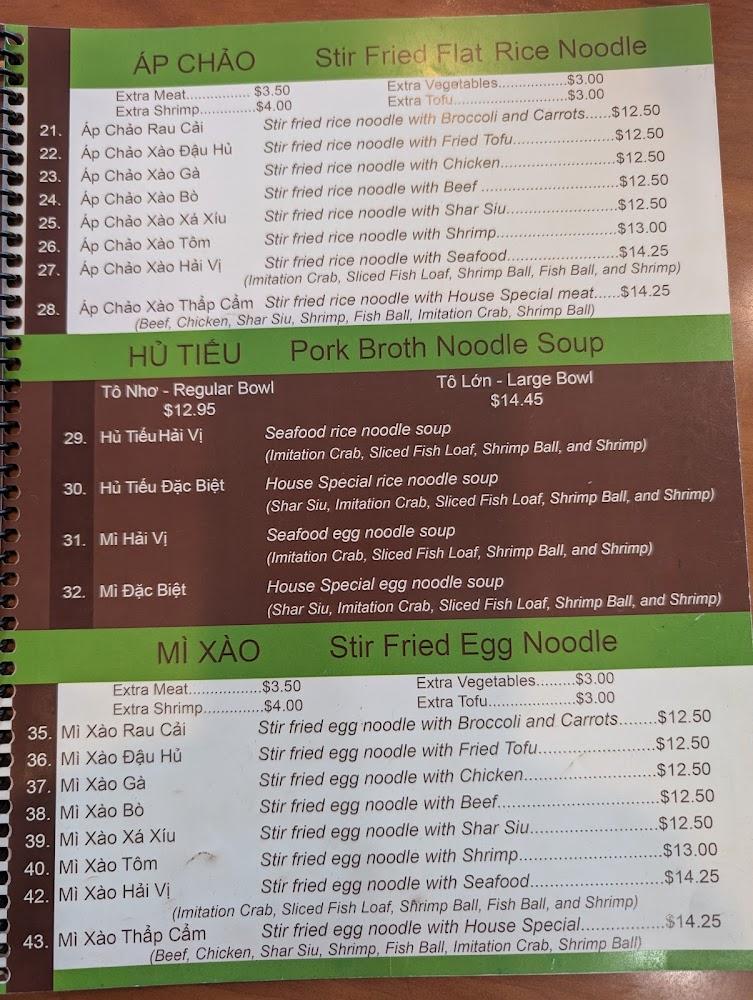 ÁP CHẢO Stir Fried Flat Rice Noodle
Extra Meat................ $3.50 Extra Vegetables...............$3.00
Extra Shrimp..............$4.00 Extra Tofu.........................$3.00
21. Áp Chảo Rau Cải Stir fried rice noodle with Broccoli and Carrots......$12.50
22. Áp Chảo Xào Đậu Hủ Stir fried rice noodle with Fried Tofu......................$12.50
23. Áp Chảo Xào Gà Stir fried rice noodle with Chicken.........................$12.50
24. Áp Chảo Xào Bò Stir fried rice noodle with Beef ..............................$12.50
25. Áp Chảo Xào Xá Xíu Stir fried rice noodle with Shar Siu........................$12.50
26. Áp Chảo Xào Tôm Stir fried rice noodle with Shrimp..........................$13.00
27. Áp Chảo Xào Hải Vị Stir fried rice noodle with Seafood........................$14.25
(Imitation Crab, Sliced Fish Loaf, Shrimp Ball, Fish Ball, and Shrimp)
28. Áp Chảo Xào Thẩp Cẩm Stir fried rice noodle with House Special meat......$14.25
(Beef, Chicken, Shar Siu, Shrimp, Fish Ball, Imitation Crab, Shrimp Ball)
HỦ TIẾU Pork Broth Noodle Soup
Tô Nhơ - Regular Bowl Tô Lớn - Large Bowl
$12.95 $14.45
29. Hủ Tiếu Hải Vị Seafood rice noodle soup
(Imitation Crab, Sliced Fish Loaf, Shrimp Ball, and Shrimp)
30. Hủ Tiếu Đặc Biệt House Special rice noodle soup
(Shar Siu, Imitation Crab, Sliced Fish Loaf, Shrimp Ball, and Shrimp)
31. Mì Hải Vị Seafood egg noodle soup
(Imitation Crab, Sliced Fish Loaf, Shrimp Ball, and Shrimp)
32. Mì Đặc Biệt House Special egg noodle soup
(Shar Siu, Imitation Crab, Sliced Fish Loaf, Shrimp Ball, and Shrimp)
MÌ XÀO Stir Fried Egg Noodle
Extra Meat.................$3.50 Extra Vegetables.........$3.00
Extra Shrimp..............$4.00 Extra Tofu....................$3.00
35. Mì Xào Rau Cải Stir fried egg noodle with Broccoli and Carrots........$12.50
36. Mì Xào Đậu Hủ Stir fried egg noodle with Fried Tofu........................$12.50
37. Mì Xào Gà Stir fried egg noodle with Chicken...........................$12.50
38. Mì Xào Bò Stir fried egg noodle with Beef.................................$12.50
39. Mì Xào Xá Xíu Stir fried egg noodle with Shar Siu..........................$12.50
40. Mì Xào Tôm Stir fried egg noodle with Shrimp.............................$13.00
42. Mì Xào Hải Vị Stir fried egg noodle with Seafood...........................$14.25
(Imitation Crab, Sliced Fish Loaf, Shrimp Ball, Fish Ball, and Shrimp)
43. Mì Xào Thẩp Cẩm Stir fried egg noodle with House Special.................$14.25
(Beef, Chicken, Shar Siu, Shrimp, Fish Ball, Imitation Crab, Shrimp Ball)